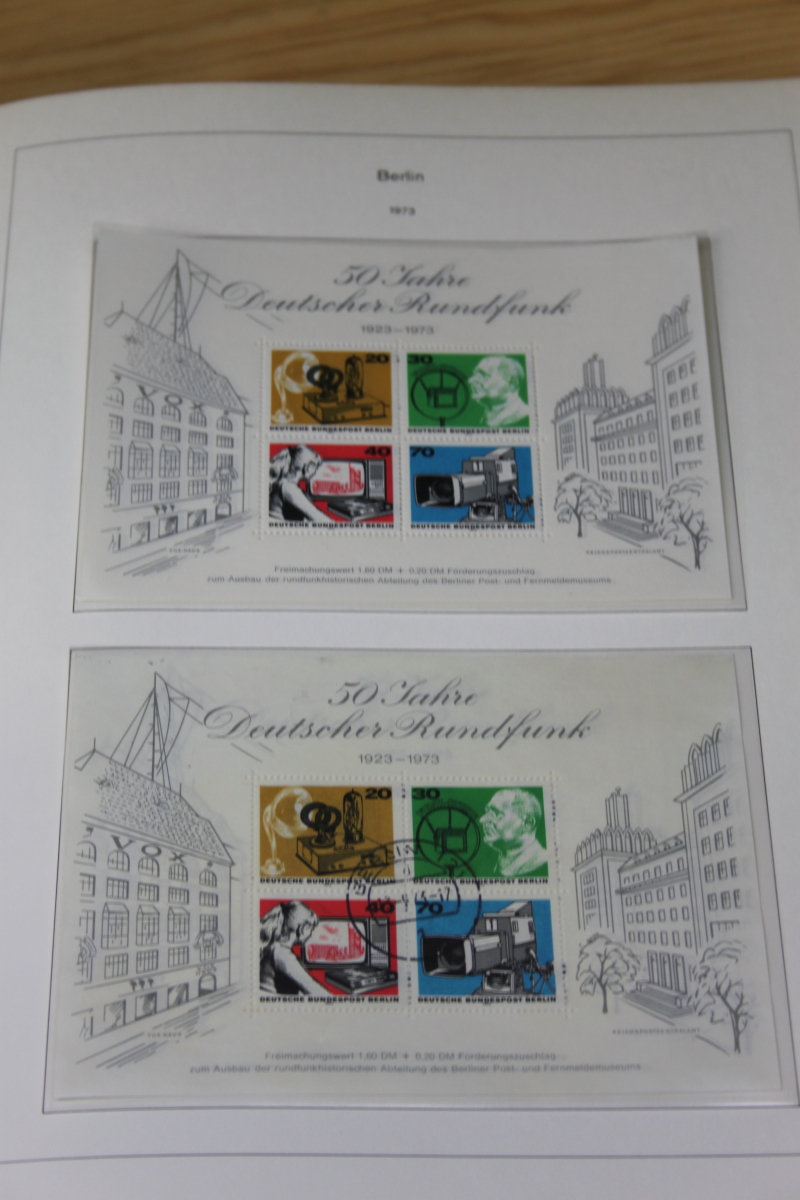 Berlin
1973
50 Jahre
Deutscher Rundfunk
1923–1973
VOX
20
30
DEUTSCHE BUNDESPOST BERLIN
DEUTSCHE BUNDESPOST BERLIN
40
70
DEUTSCHE BUNDESPOST BERLIN
DEUTSCHE BUNDESPOST BERLIN
Freimachungswert 1.60 DM + 0.20 DM Förderungszuschlag
zum Ausbau der rundfunkhistorischen Abteilung des Berliner Post- und Fernmeldemuseums
50 Jahre
Deutscher Rundfunk
1923–1973
VOX
20
30
DEUTSCHE BUNDESPOST BERLIN
DEUTSCHE BUNDESPOST BERLIN
40
70
DEUTSCHE BUNDESPOST BERLIN
DEUTSCHE BUNDESPOST BERLIN
Freimachungswert 1.60 DM + 0.20 DM Förderungszuschlag
zum Ausbau der rundfunkhistorischen Abteilung des Berliner Post- und Fernmeldemuseums